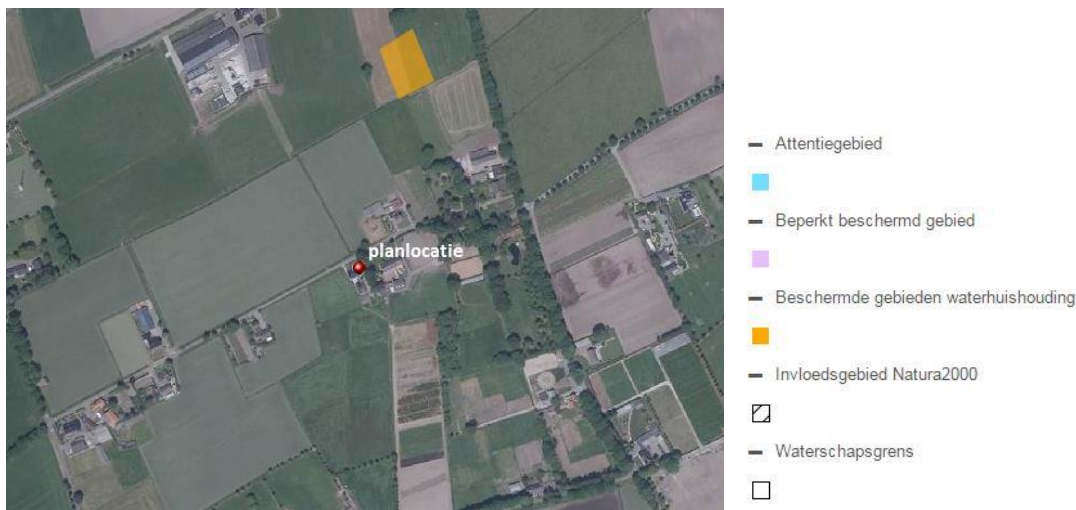 planlocatie
Attentiegebied
Beperkt beschermd gebied
Beschermde gebieden waterhuishouding
Invloedsgebied Natura2000
Waterschapsgrens